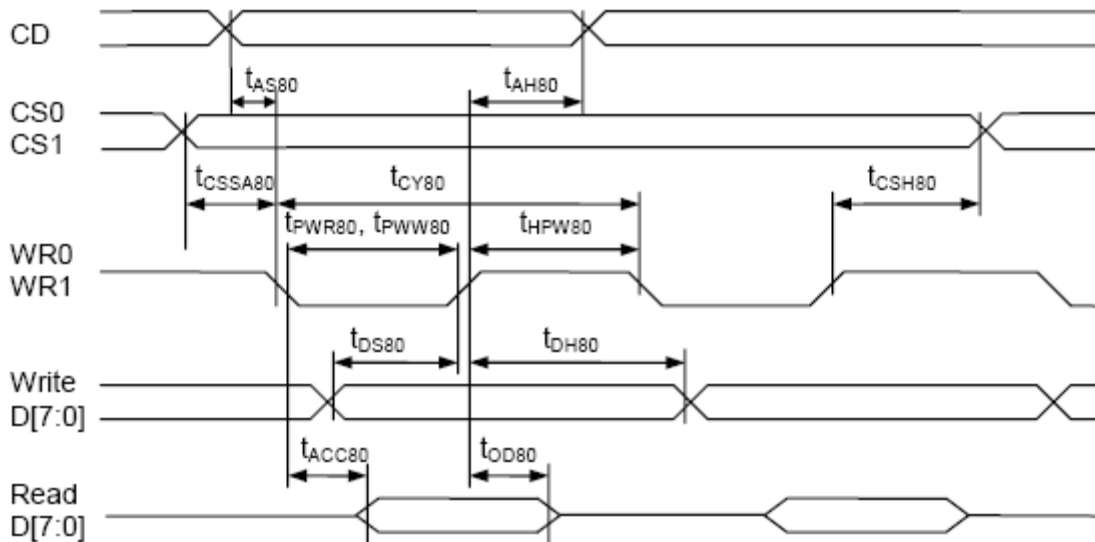 CD
tAS80 tAH80
CS0
CS1
tCSSA80 tCY80 tCSH80
tPWR80, tPWW80 tHPW80
WR0
WR1
tDS80 tDH80
Write
D[7:0]
tACC80 tOD80
Read
D[7:0]